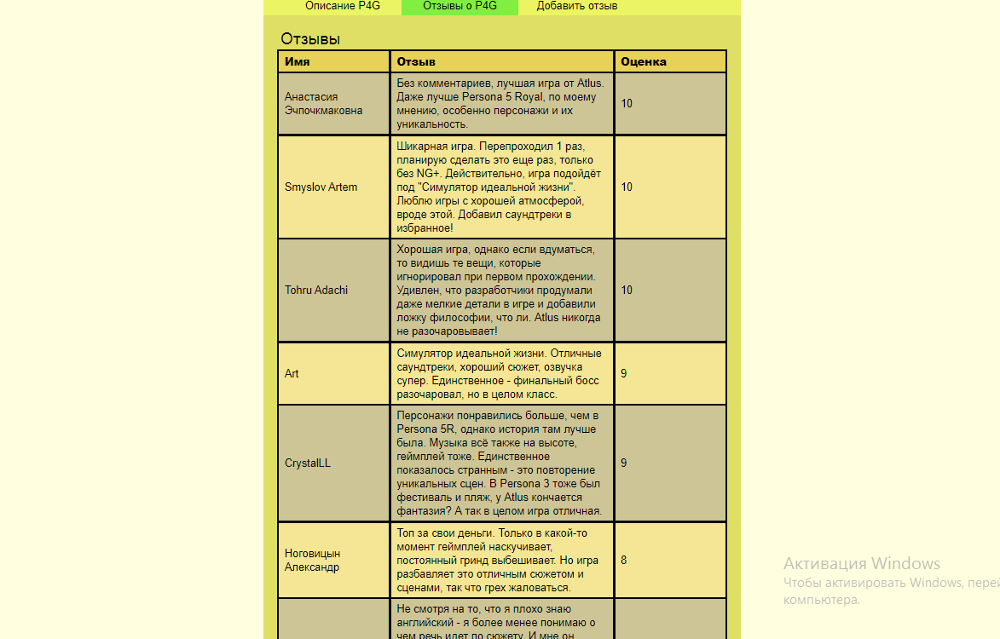 Описание P4G
Отзывы о P4G
Добавить отзыв
Отзывы
Имя
Отзыв
Оценка
Анастасия
Эчпочмаковна
Без комментариев, лучшая игра от Atlus.
Даже лучше Persona 5 Royal, по моему
мнению, особенно персонажи и их
уникальность.
10
Smyslov Artem
Шикарная игра. Перепроходил 1 раз,
планирую сделать это еще раз, только
без NG+. Действительно, игра подойдёт
под "Симулятор идеальной жизни".
Люблю игры с хорошей атмосферой,
вроде этой. Добавил саундтреки в
избранное!
10
Tohru Adachi
Хорошая игра, однако если вдуматься,
то видишь те вещи, которые
игнорировал при первом прохождении.
Удивлен, что разработчики продумали
даже мелкие детали в игре и добавили
ложку философии, что ли. Atlus никогда
не разочаровывает!
10
Art
Симулятор идеальной жизни. Отличные
саундтреки, хороший сюжет, озвучка
супер. Единственное - финальный босс
разочаровал, но в целом класс.
9
CrystalLL
Персонажи понравились больше, чем в
Persona 5R, однако история там лучше
была. Музыка всё также на высоте,
геймплей тоже. Единственное
показалось странным - это повторение
уникальных сцен. В Persona 3 тоже был
фестиваль и пляж, у Atlus кончается
фантазия? А так в целом игра отличная.
9
Ноговицын
Александр
Топ за свои деньги. Только в какой-то
момент геймплей наскучивает,
постоянный гринд выбешивает. Но игра
разбавляет это отличным сюжетом и
сценами, так что грех жаловаться.
8
Не смотря на то, что я плохо знаю
английский - я более менее понимаю о
чем речь идет по сюжету. И мне он
Активация Windows
Чтобы активировать Windows, перей
компьютера.